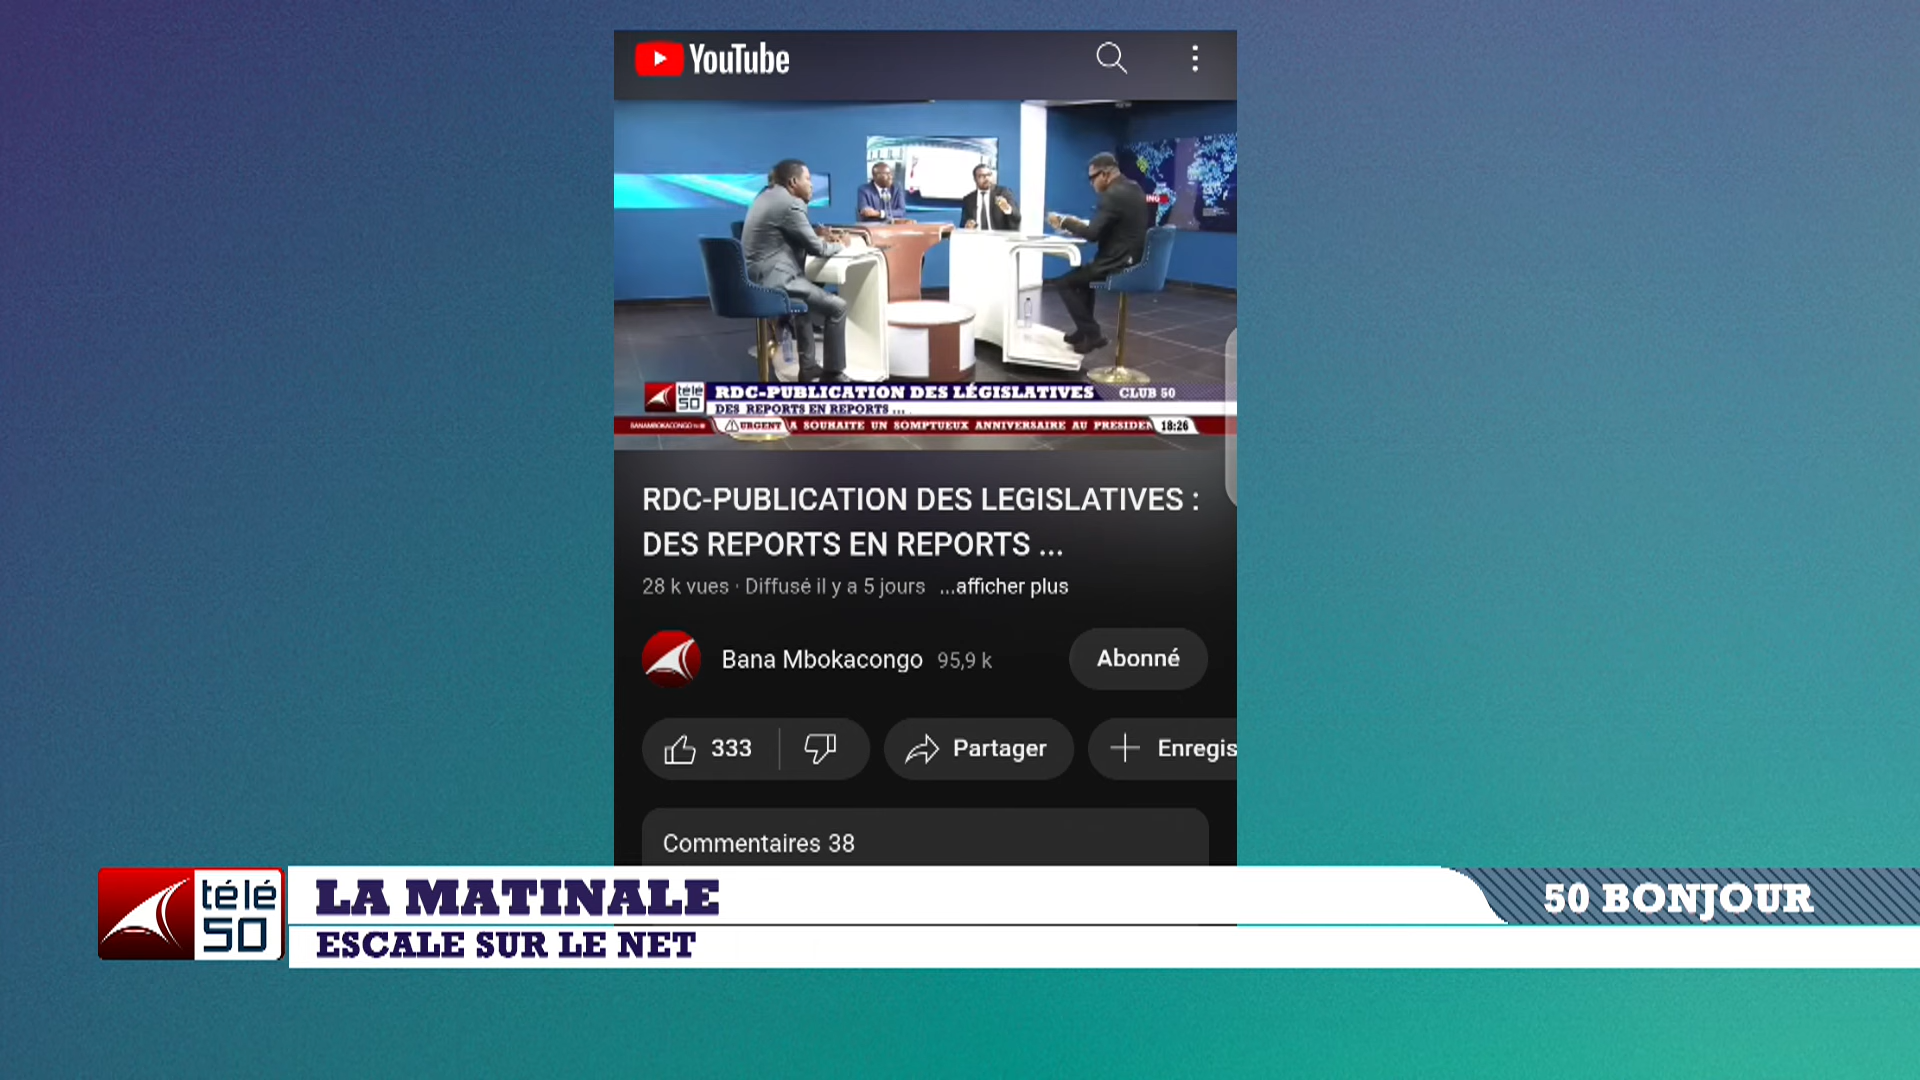 YouTube
télé
50
RDC-PUBLICATION DES LÉGISLATIVES
CLUB 50
DES REPORTS EN REPORTS ...
BANAMBOKACONGO
URGENT
A SOUHAITE UN SOMPTUEUX ANNIVERSAIRE AU PRESIDEN
18:26
RDC-PUBLICATION DES LEGISLATIVES :
DES REPORTS EN REPORTS ...
28 k vues · Diffusé il y a 5 jours ...afficher plus
Bana Mbokacongo 95,9 k
Abonné
333
Partager
Enregis
Commentaires 38
télé
50
LA MATINALE
50 BONJOUR
ESCALE SUR LE NET